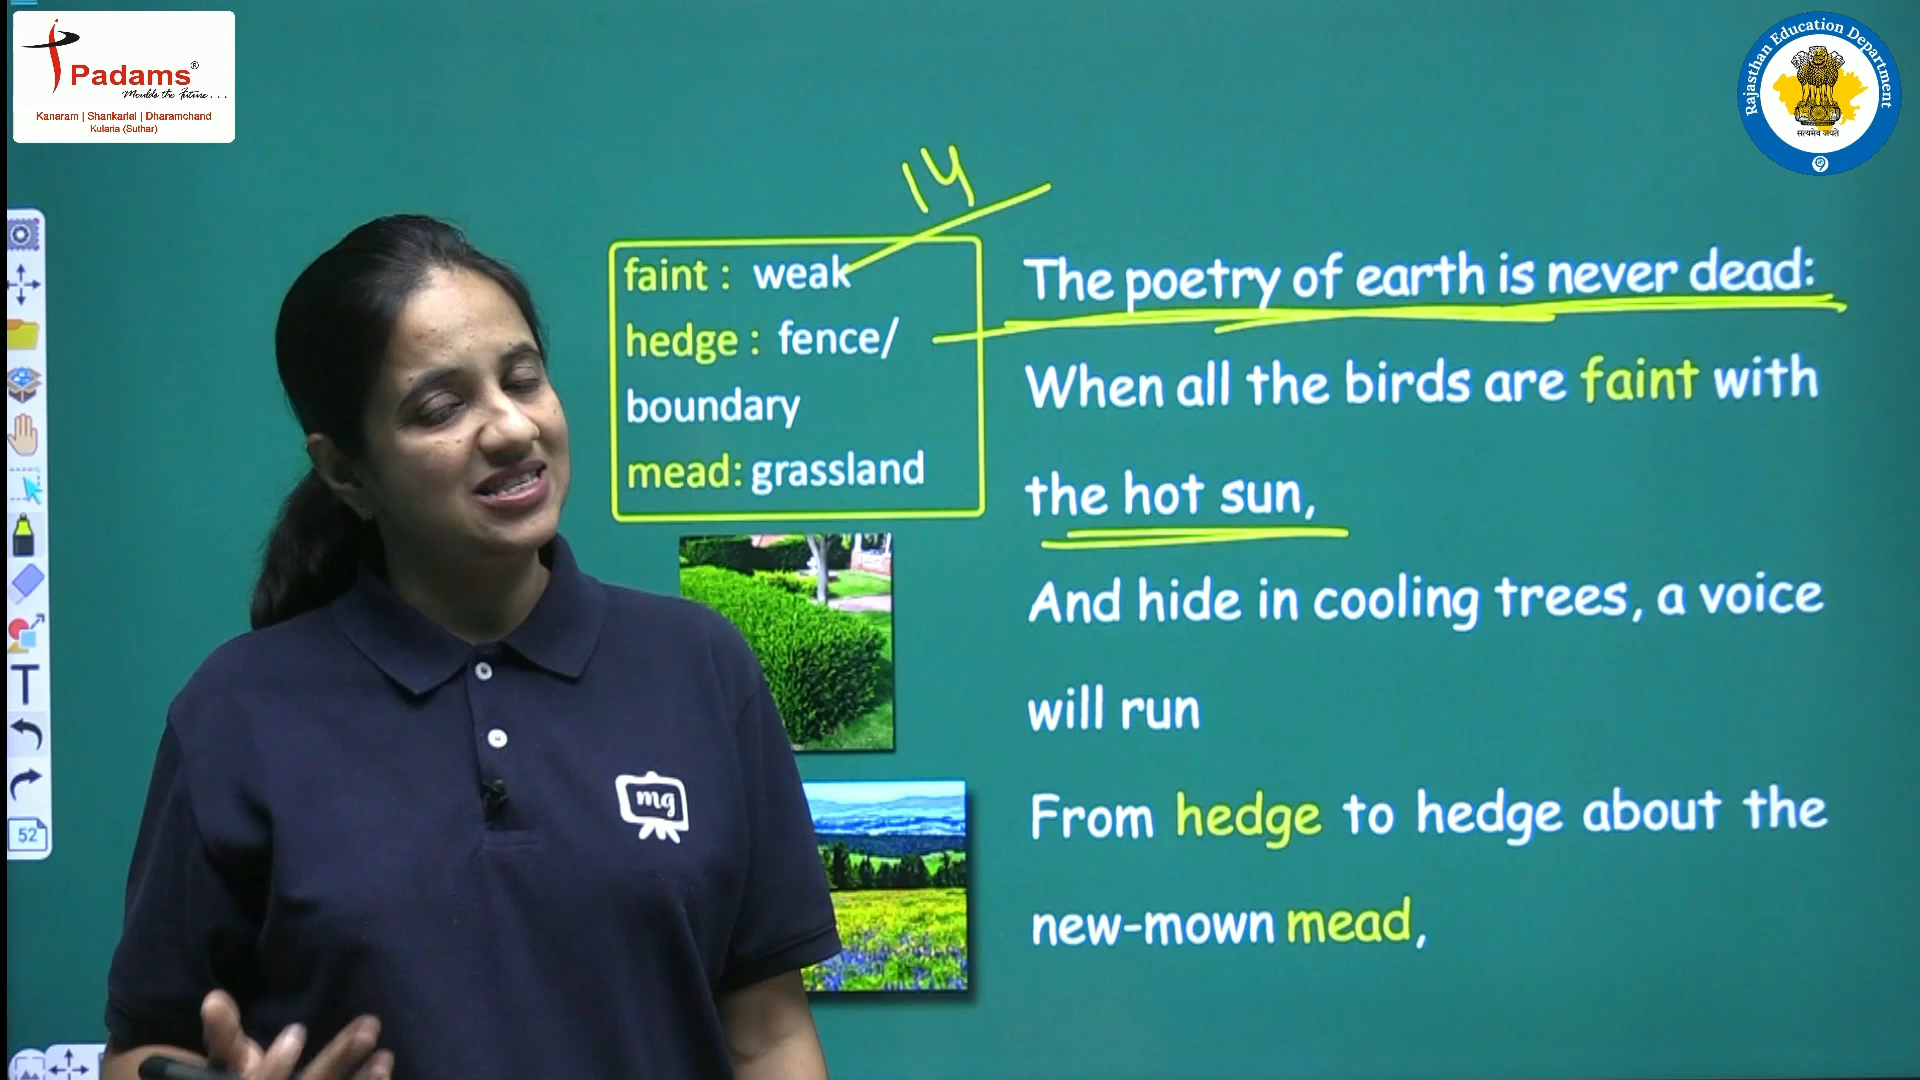 Padams®
Moulds the Future...
Kanaram | Shankarlal | Dharamchand
Kularia (Suthar)
Rajasthan Education Department
सत्यमेव जयते
14
faint : weak
hedge : fence/
boundary
mead: grassland
The poetry of earth is never dead:
When all the birds are faint with
the hot sun,
And hide in cooling trees, a voice
will run
From hedge to hedge about the
new-mown mead,
mg
T
52